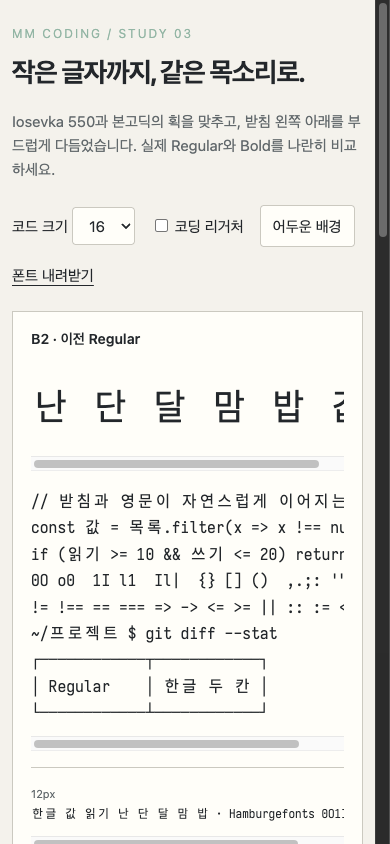 MM CODING / STUDY 03
작은 글자까지, 같은 목소리로.
Iosevka 550과 본고딕의 획을 맞추고, 받침 왼쪽 아래를 부
드럽게 다듬었습니다. 실제 Regular와 Bold를 나란히 비교
하세요.
코드 크기 16 코딩 리거처 어두운 배경
폰트 내려받기
B2 · 이전 Regular
난 단 달 맘 밥
// 받침과 영문이 자연스럽게 이어지는
const 값 = 목록.filter(x => x !== nu
if (읽기 >= 10 && 쓰기 <= 20) return
0O o0 1I l1 Il| {} [] () ,.;: ''
!= !== == === => -> <= >= || :: := <
~/프로젝트 $ git diff --stat
Regular │ 한글 두 칸
12px
한글 값 읽기 난 단 달 맘 밥 · Hamburgefonts 0O1I